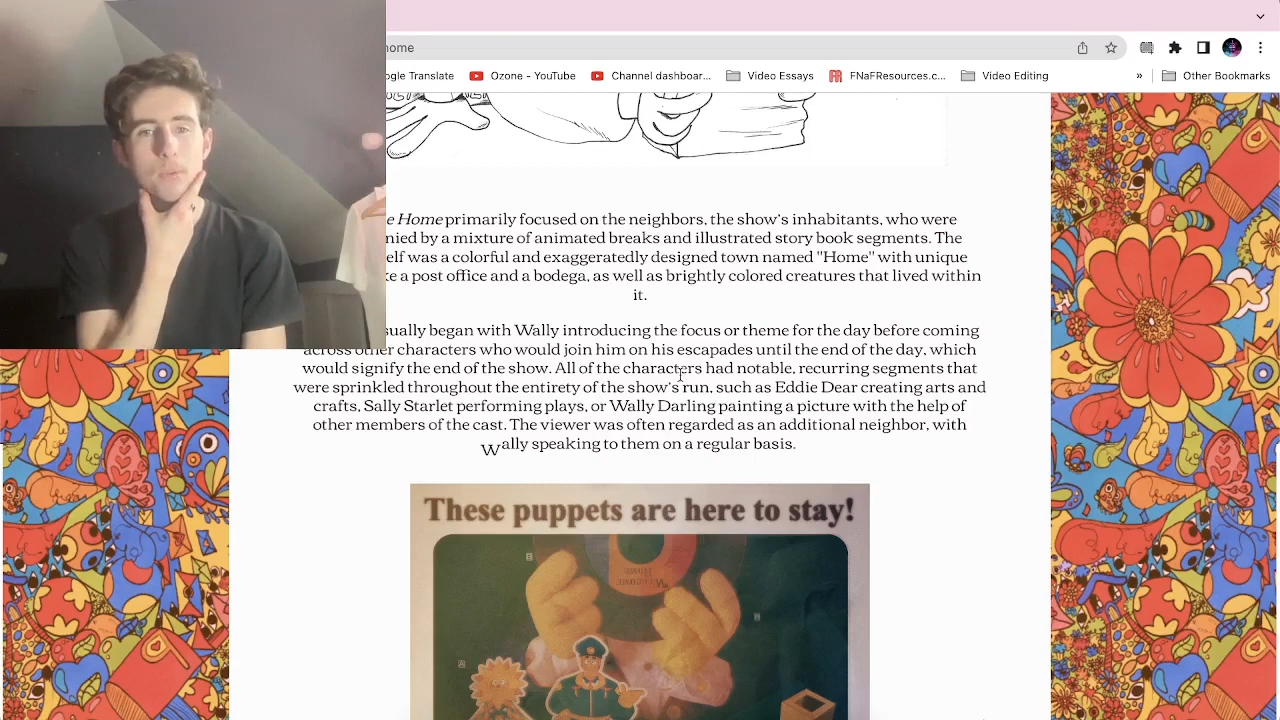 ome
ogle Translate
Ozone - YouTube
Channel dashboar...
Video Essays
FNaFResources.c...
Video Editing
»
Other Bookmarks
e Home primarily focused on the neighbors, the show's inhabitants, who were
nied by a mixture of animated breaks and illustrated story book segments. The
elf was a colorful and exaggeratedly designed town named "Home" with unique
ke a post office and a bodega, as well as brightly colored creatures that lived within
it.
sually began with Wally introducing the focus or theme for the day before coming
across other characters who would join him on his escapades until the end of the day, which
would signify the end of the show. All of the characters had notable, recurring segments that
were sprinkled throughout the entirety of the show's run, such as Eddie Dear creating arts and
crafts, Sally Starlet performing plays, or Wally Darling painting a picture with the help of
other members of the cast. The viewer was often regarded as an additional neighbor, with
Wally speaking to them on a regular basis.
These puppets are here to stay!